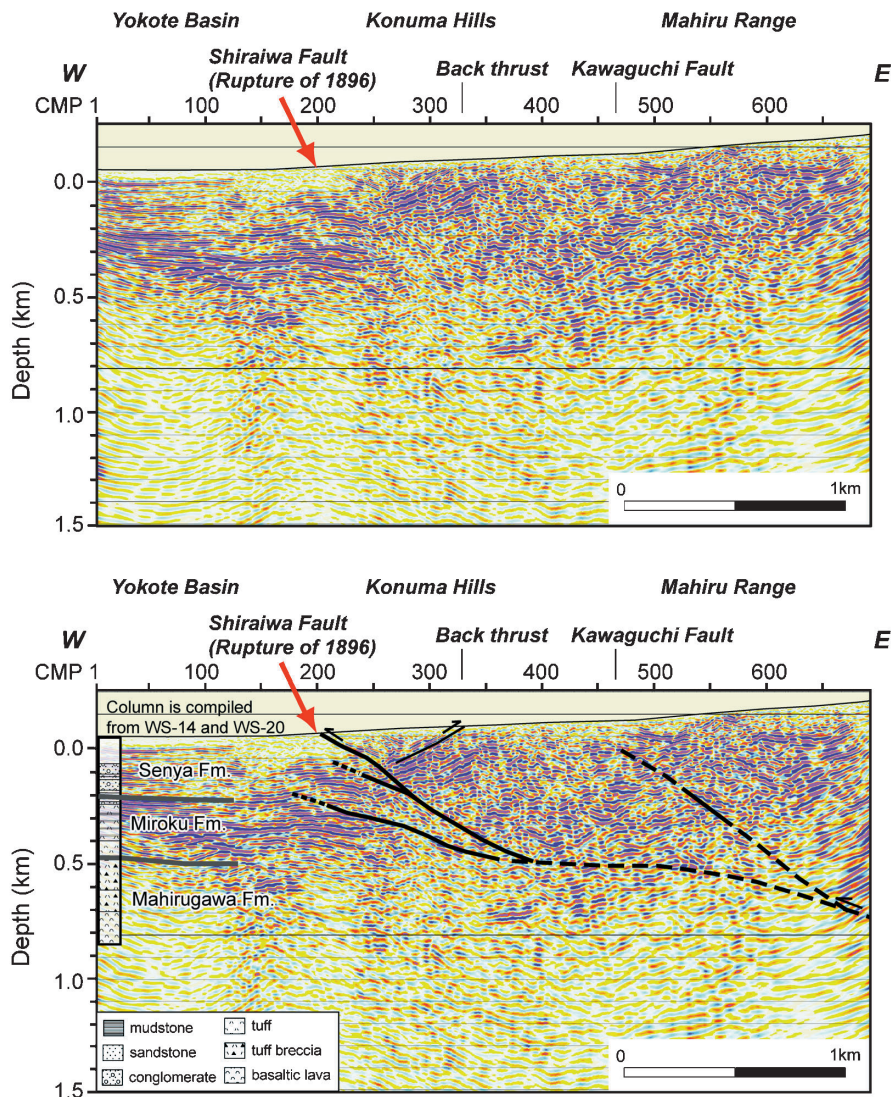 Yokote Basin Konuma Hills Mahiru Range
Shiraiwa Fault
(Rupture of 1896)
Back thrust Kawaguchi Fault
W E
CMP 1 100 200 300 400 500 600
0.0
0.5
1.0
1.5
Depth (km)
0 1km
Yokote Basin Konuma Hills Mahiru Range
Shiraiwa Fault
(Rupture of 1896)
Back thrust Kawaguchi Fault
W E
CMP 1 100 200 300 400 500 600
Column is compiled
from WS-14 and WS-20
0.0
Senya Fm.
Miroku Fm.
0.5
Mahirugawa Fm.
1.0
1.5
Depth (km)
mudstone tuff
sandstone tuff breccia
conglomerate basaltic lava
0 1km